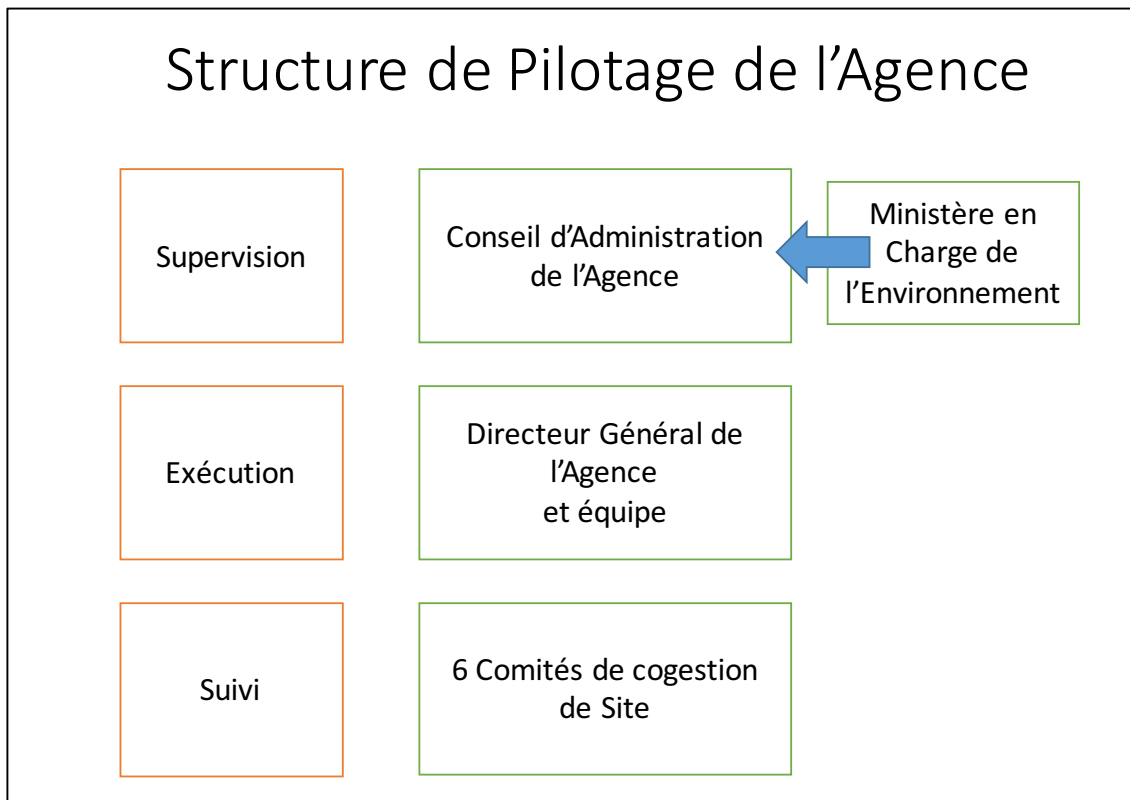 Structure de Pilotage de l’Agence
Supervision
Conseil d’Administration
de l’Agence
Ministère en
Charge de
l’Environnement
Exécution
Directeur Général de
l’Agence
et équipe
Suivi
6 Comités de cogestion
de Site